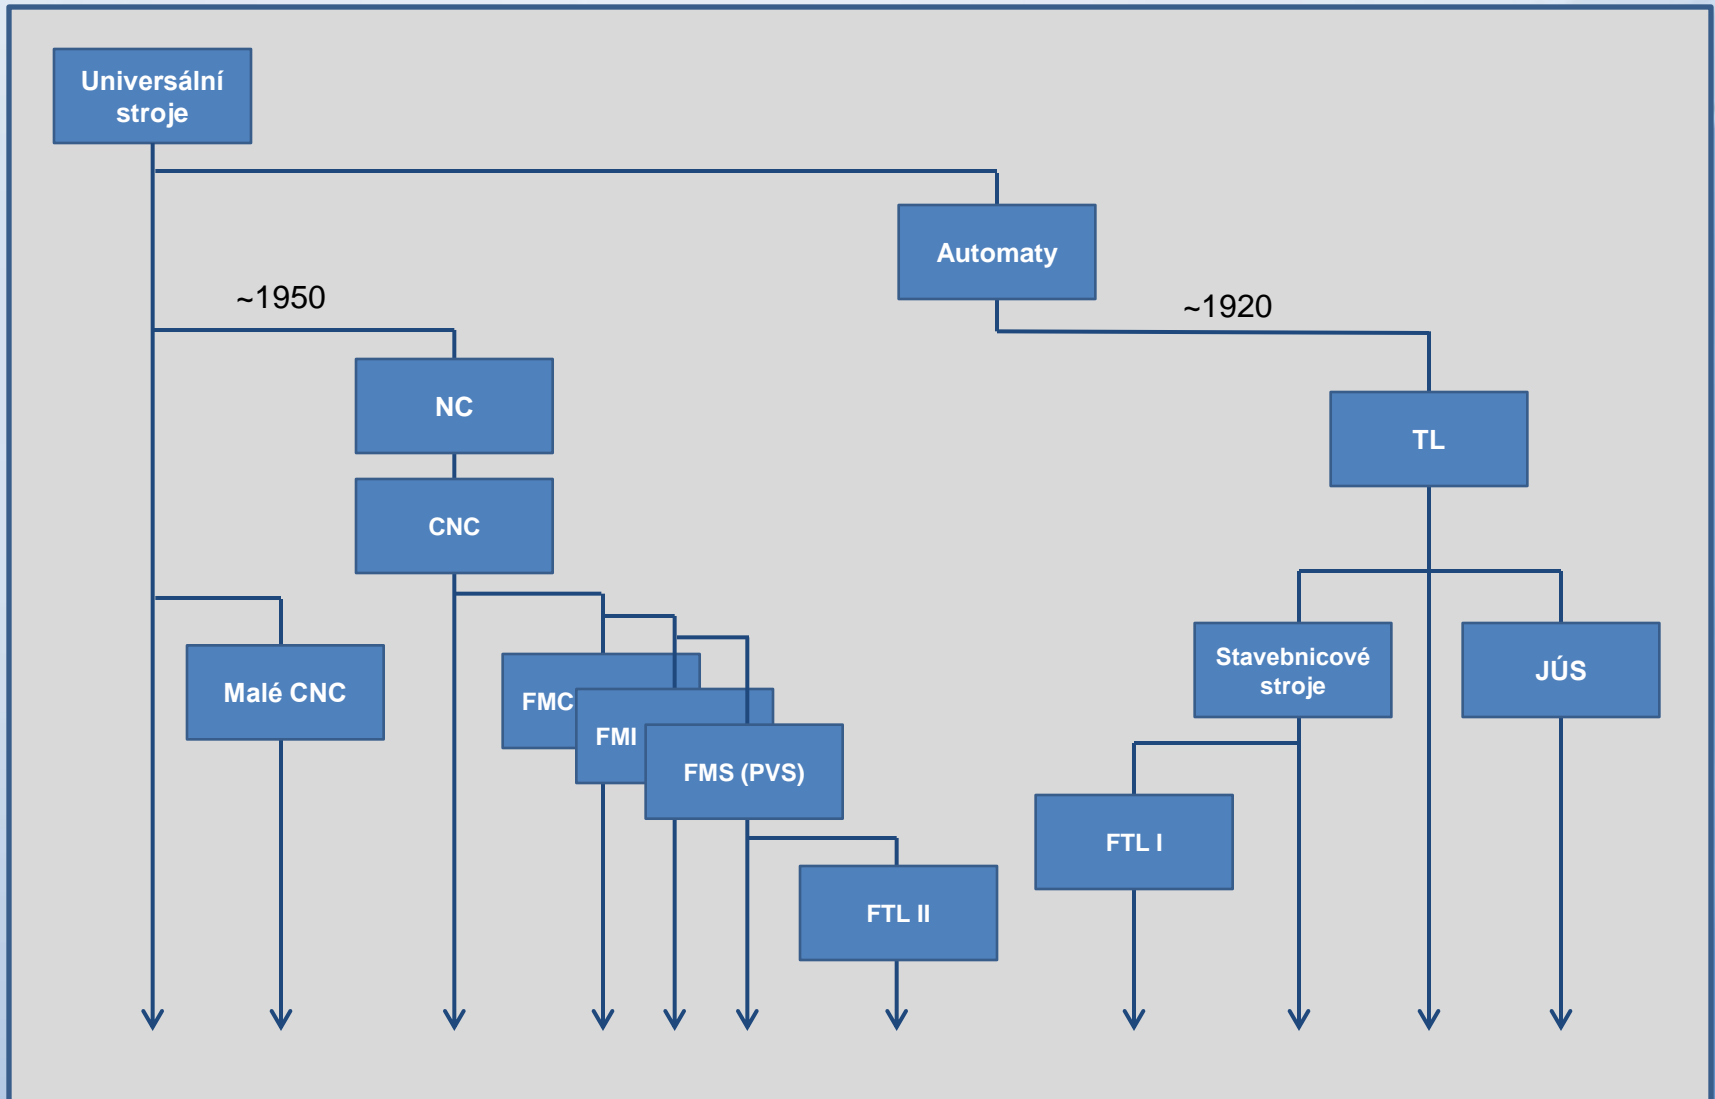 Universální
stroje
Automaty
~1950
~1920
NC
TL
CNC
Malé CNC
FMC
FMI
FMS (PVS)
Stavebnicové
stroje
JÚS
FTL I
FTL II